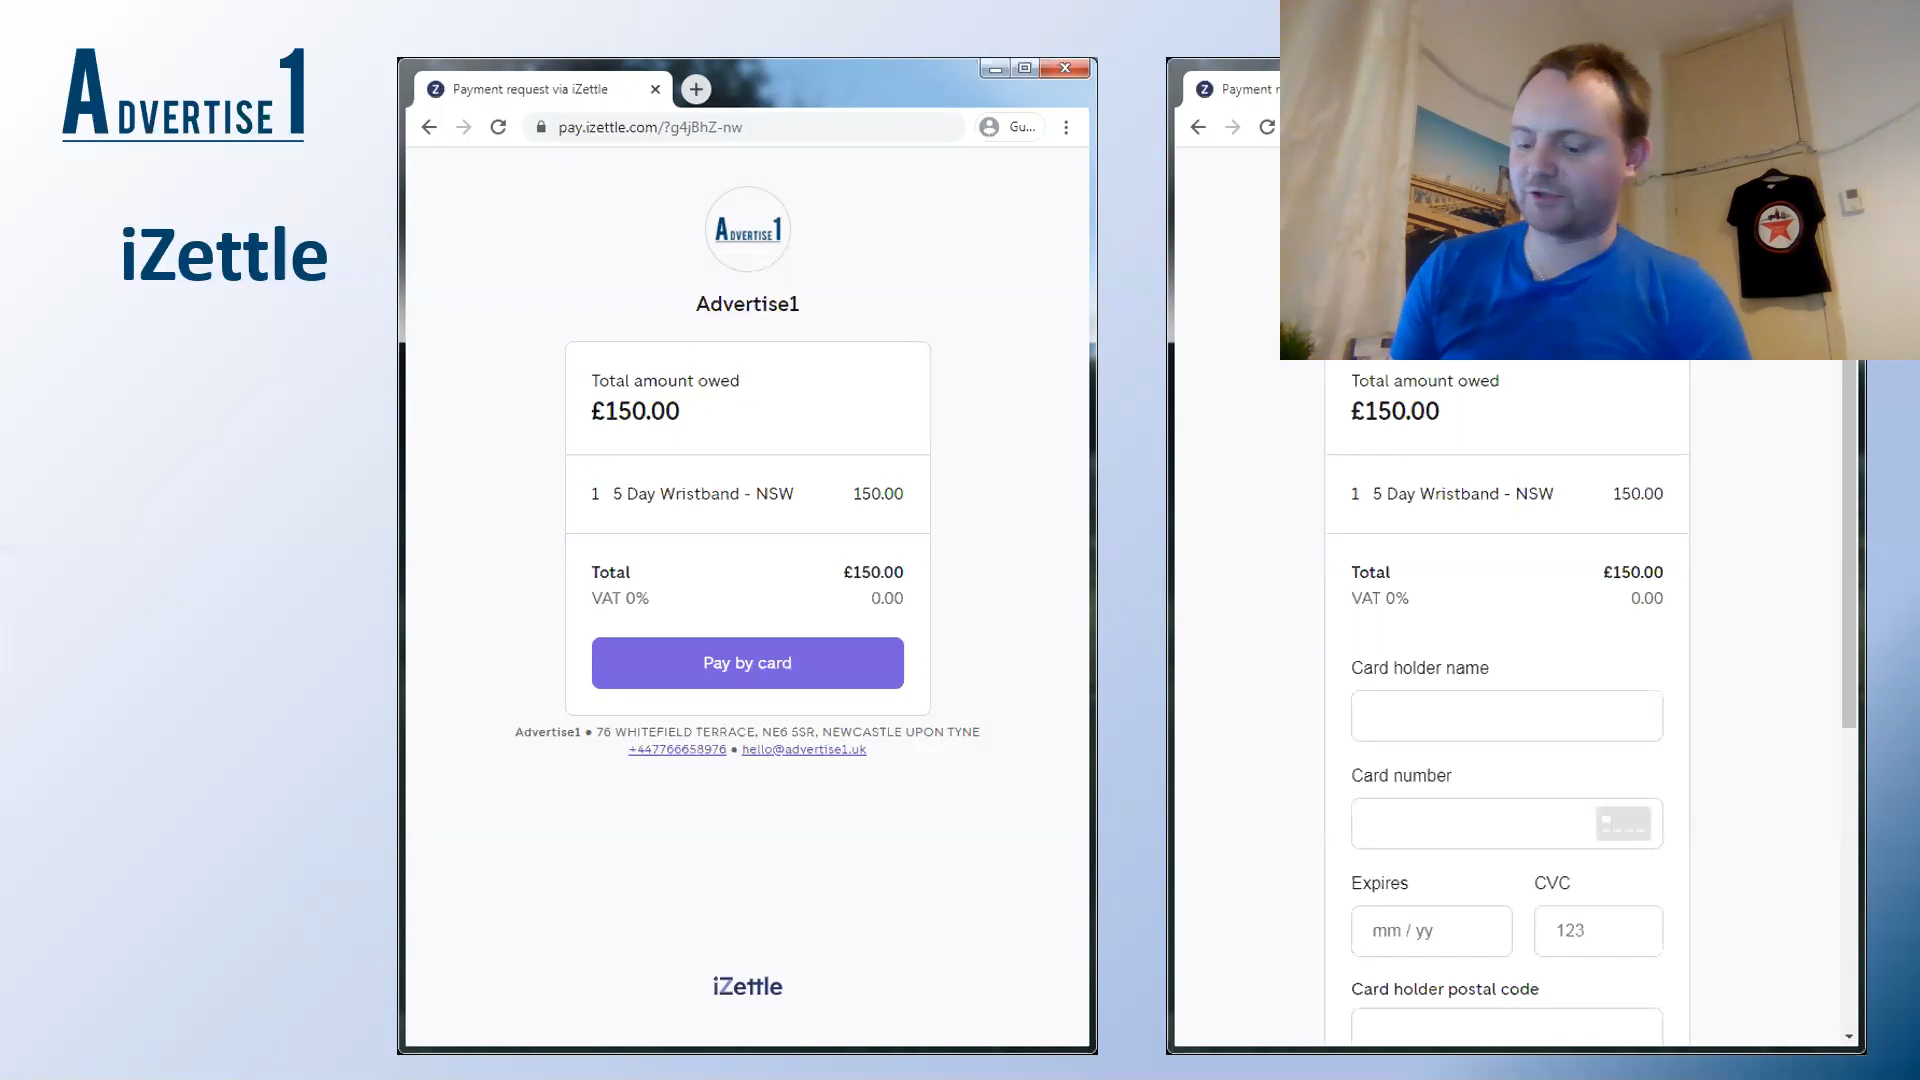 ADVERTISE 1
iZettle
Payment request via iZettle
pay.izettle.com/?g4jBhZ-nw
Gu...
ADVERTISE 1
Advertise1
Total amount owed
£150.00
1 5 Day Wristband - NSW 150.00
Total £150.00
VAT 0% 0.00
Pay by card
Advertise1 ● 76 WHITEFIELD TERRACE, NE6 5SR, NEWCASTLE UPON TYNE
+447766658976 ● hello@advertise1.uk
iZettle
Payment r
Total amount owed
£150.00
1 5 Day Wristband - NSW 150.00
Total £150.00
VAT 0% 0.00
Card holder name
Card number
Expires CVC
mm / yy 123
Card holder postal code